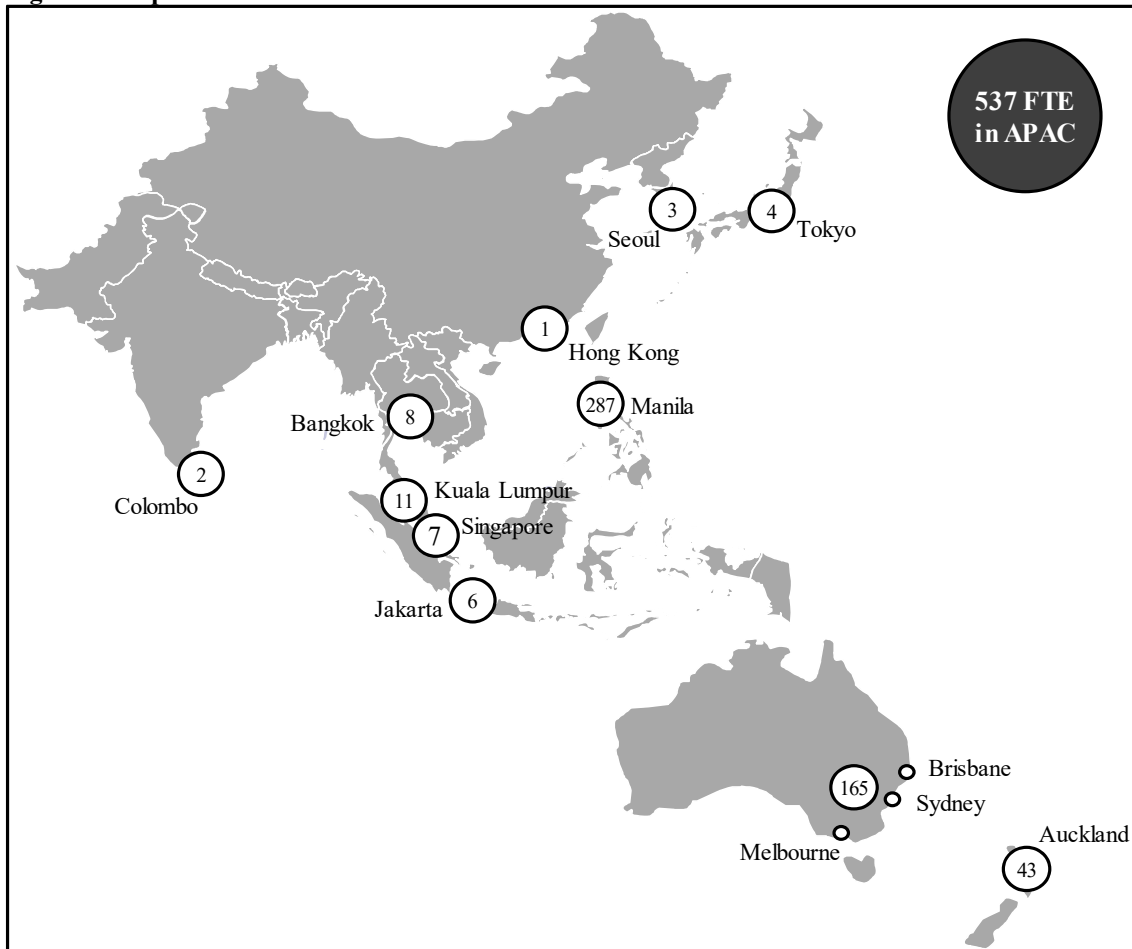 537 FTE
in APAC
3
Seoul
4
Tokyo
1
Hong Kong
287
Manila
Bangkok
8
2
Colombo
11
Kuala Lumpur
7
Singapore
Jakarta
6
165
Brisbane
Sydney
Melbourne
Auckland
43